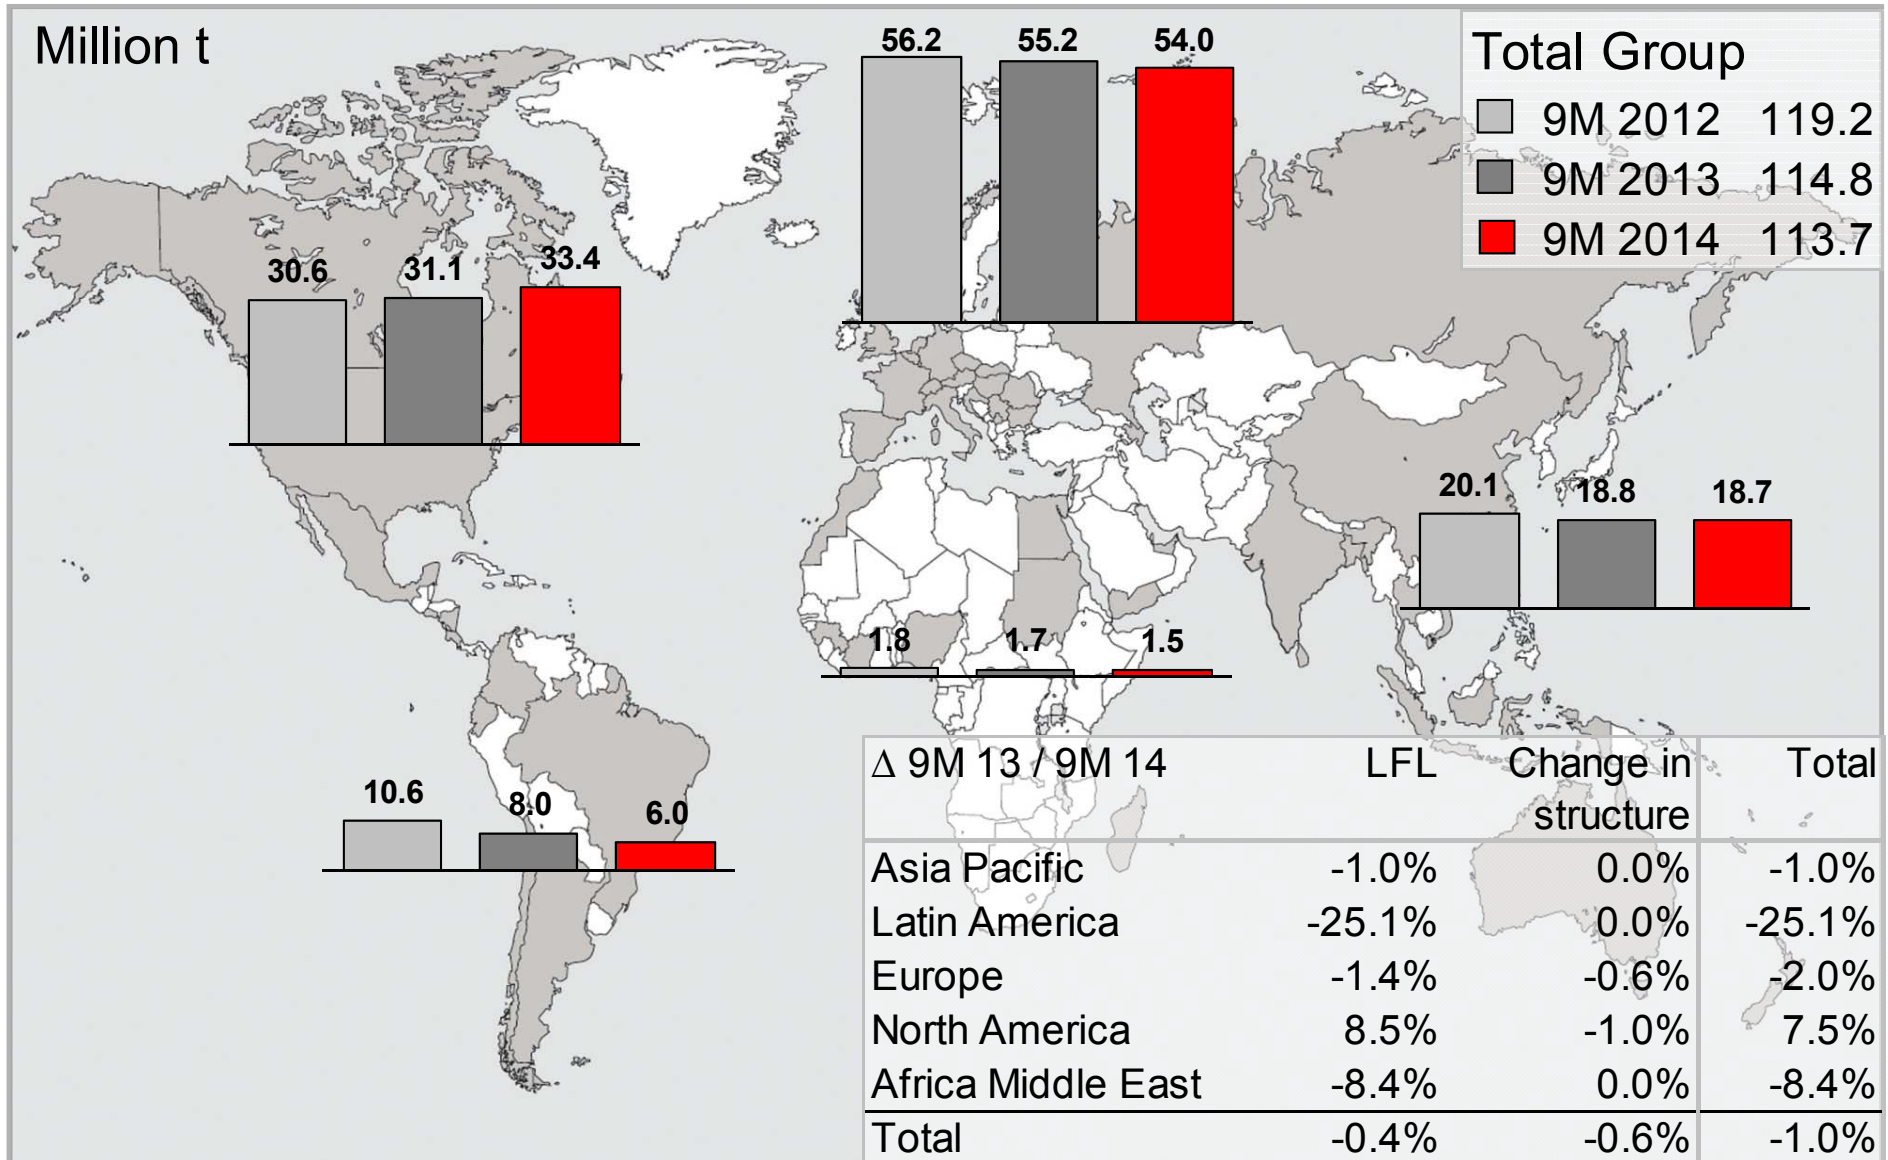 Million t
56.2 55.2 54.0
Total Group
9M 2012 119.2
9M 2013 114.8
9M 2014 113.7
30.6 31.1 33.4
20.1 18.8 18.7
1.8 1.7 1.5
10.6 8.0 6.0
Δ 9M 13 / 9M 14 LFL Change in structure Total
Asia Pacific -1.0% 0.0% -1.0%
Latin America -25.1% 0.0% -25.1%
Europe -1.4% -0.6% -2.0%
North America 8.5% -1.0% 7.5%
Africa Middle East -8.4% 0.0% -8.4%
Total -0.4% -0.6% -1.0%